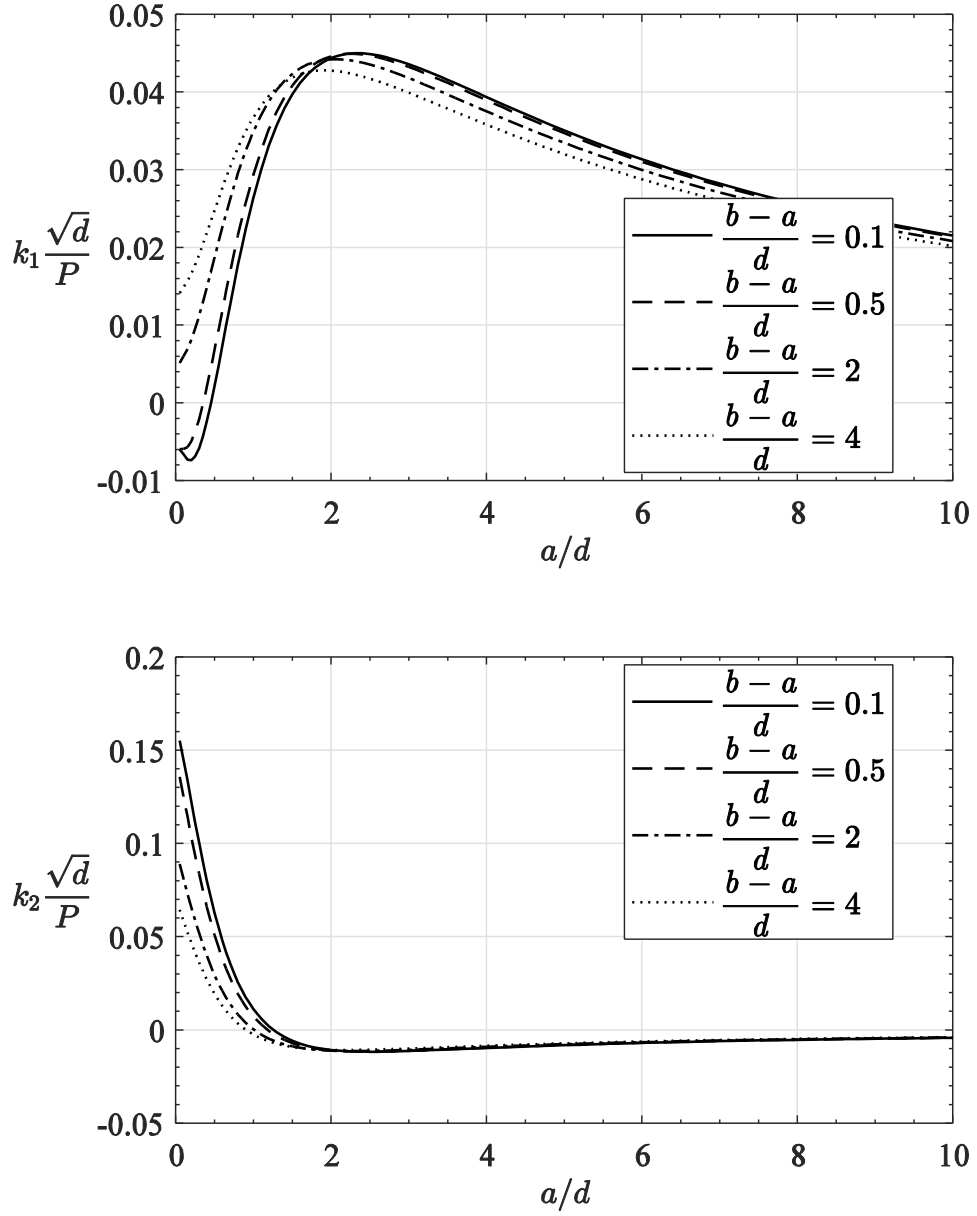 0.05
0.04
0.03
0.02
0.01
0
-0.01
k₁ √d / P
b − a / d = 0.1
b − a / d = 0.5
b − a / d = 2
b − a / d = 4
0 2 4 6 8 10
a/d
0.2
0.15
0.1
0.05
0
-0.05
k₂ √d / P
b − a / d = 0.1
b − a / d = 0.5
b − a / d = 2
b − a / d = 4
0 2 4 6 8 10
a/d